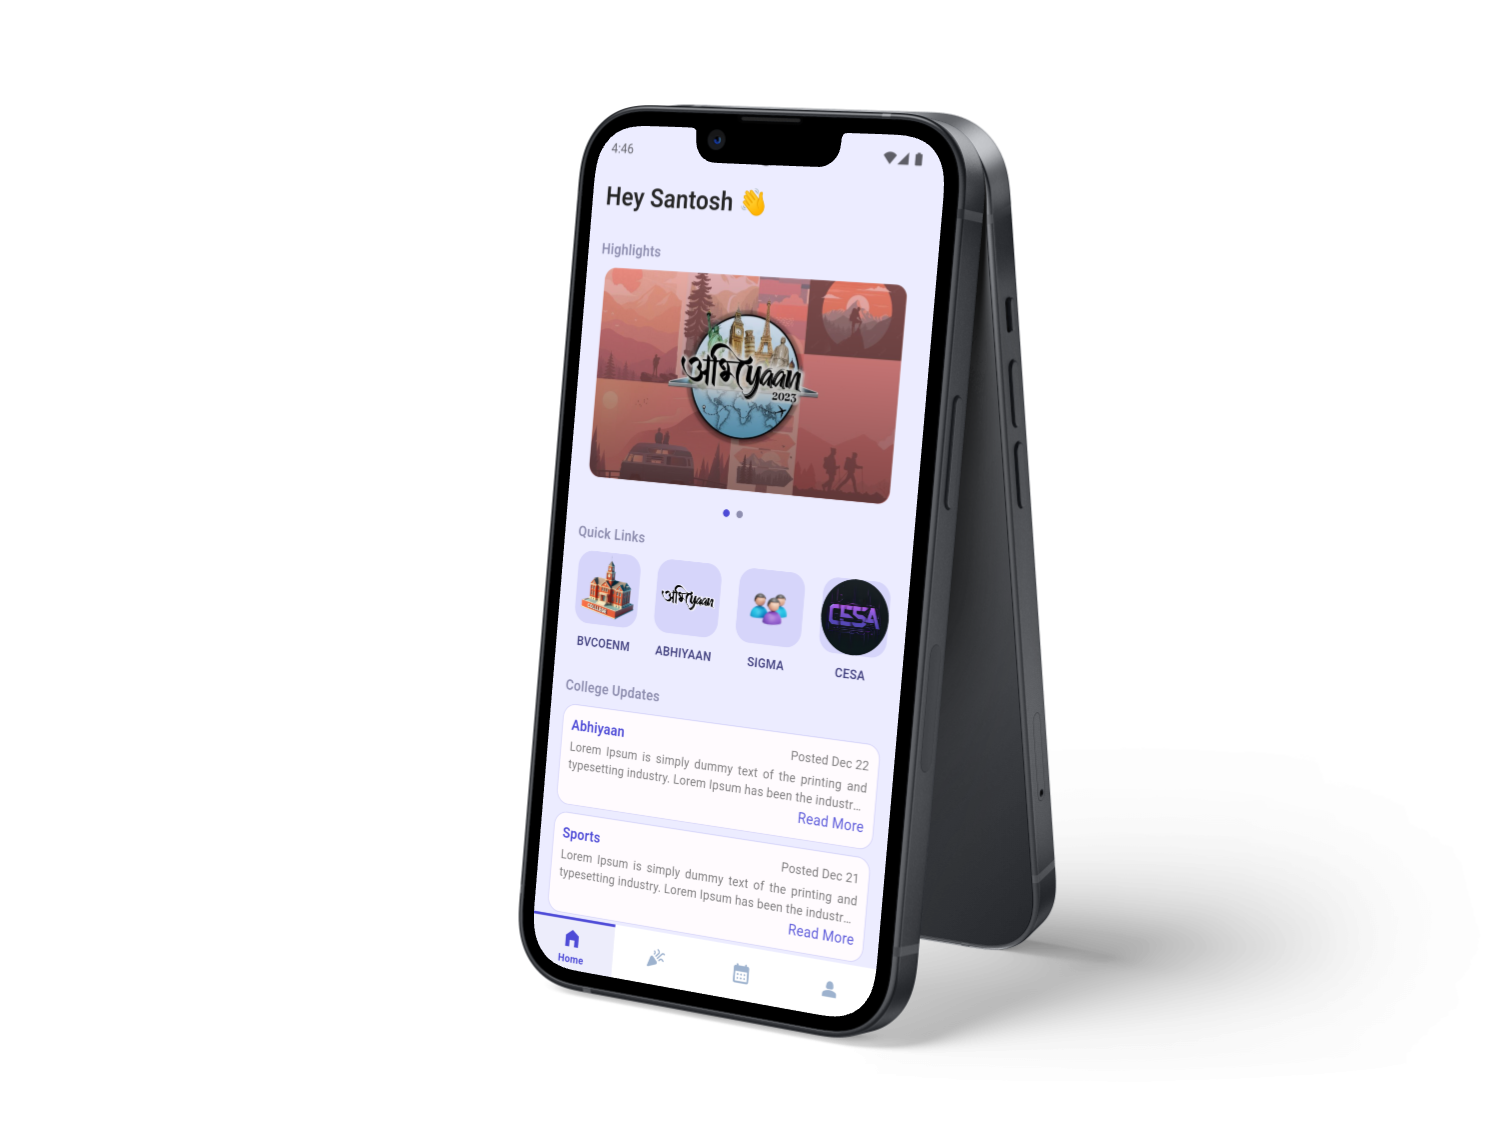 4:46
Hey Santosh 👋
Highlights
अभिyaan
2023
Quick Links
COLLEGE
अभिyaan
CESA
BVCOENM
ABHIYAAN
SIGMA
CESA
College Updates
Abhiyaan
Posted Dec 22
Lorem Ipsum is simply dummy text of the printing and
typesetting industry. Lorem Ipsum has been the industr...
Read More
Sports
Posted Dec 21
Lorem Ipsum is simply dummy text of the printing and
typesetting industry. Lorem Ipsum has been the industr...
Read More
Home